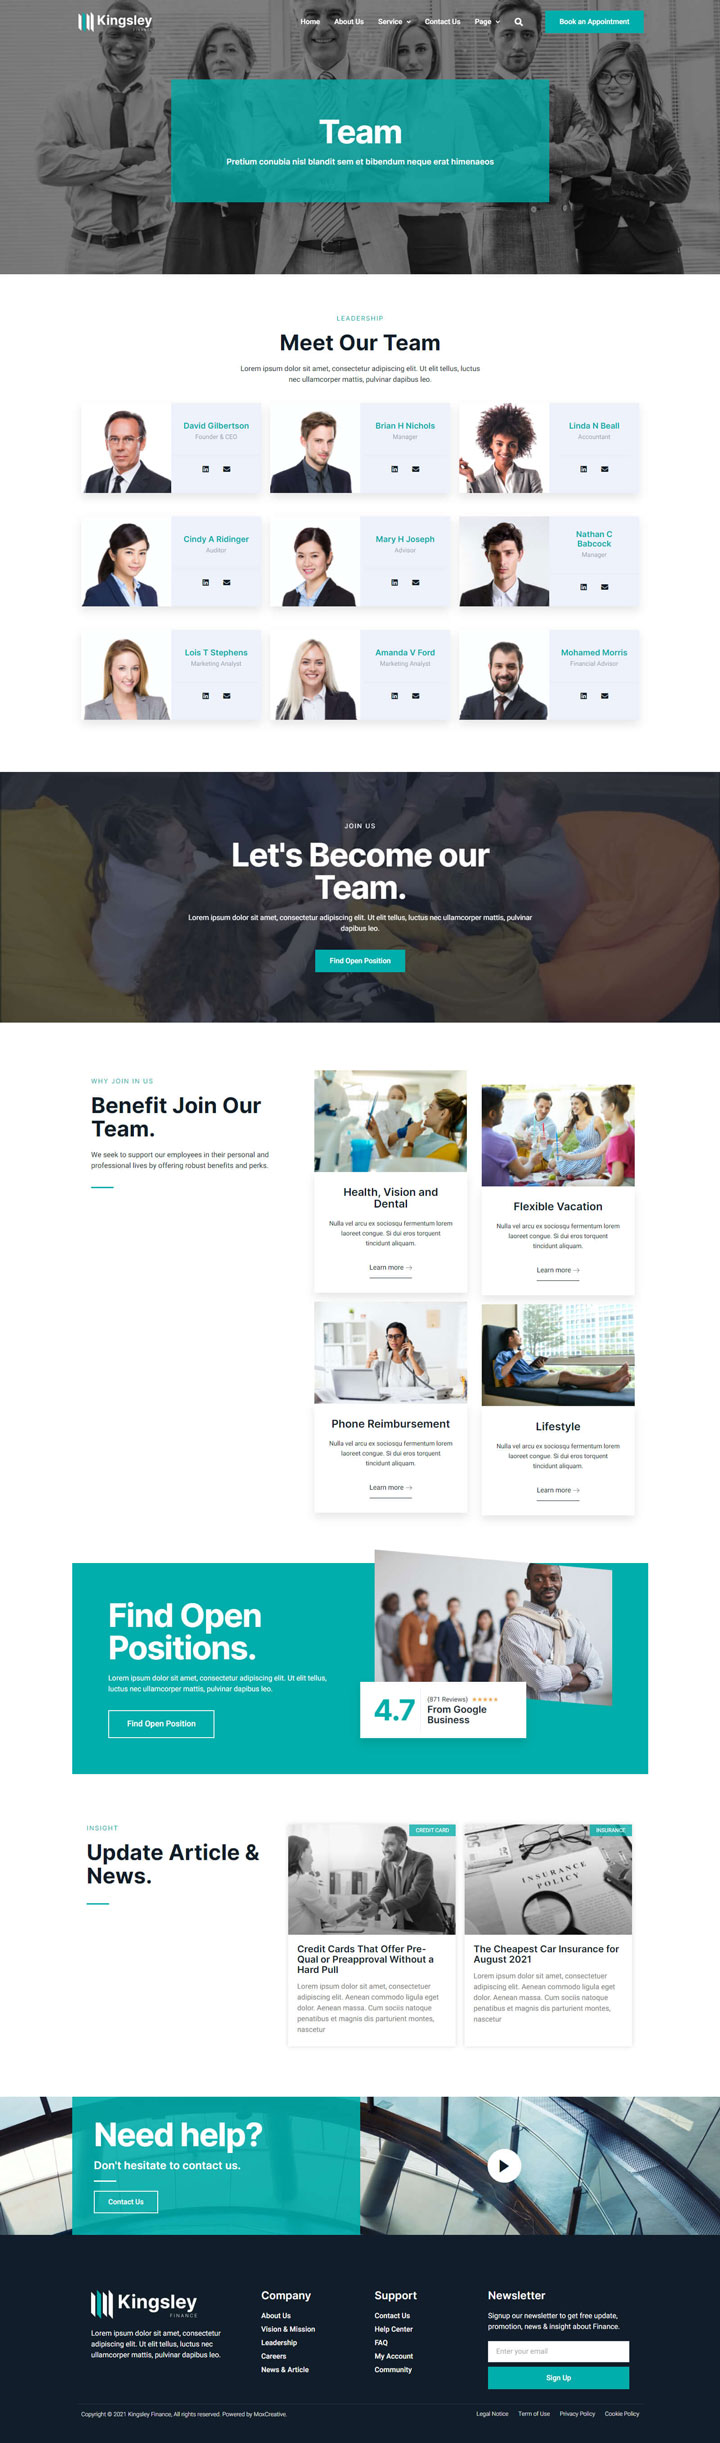 Kingsley
FINANCE
Home About Us Service Contact Us Page Book an Appointment
Team
Pretium conubia nisl blandit sem et bibendum neque erat himenaeos
LEADERSHIP
Meet Our Team
Lorem ipsum dolor sit amet, consectetur adipiscing elit. Ut elit tellus, luctus
nec ullamcorper mattis, pulvinar dapibus leo.
David Gilbertson
Founder & CEO
Brian H Nichols
Manager
Linda N Beall
Accountant
Cindy A Ridinger
Auditor
Mary H Joseph
Advisor
Nathan C
Babcock
Manager
Lois T Stephens
Marketing Analyst
Amanda V Ford
Marketing Analyst
Mohamed Morris
Financial Advisor
JOIN US
Let's Become our
Team.
Lorem ipsum dolor sit amet, consectetur adipiscing elit. Ut elit tellus, luctus nec ullamcorper mattis, pulvinar
dapibus leo.
Find Open Position
WHY JOIN IN US
Benefit Join Our
Team.
We seek to support our employees in their personal and
professional lives by offering robust benefits and perks.
Health, Vision and
Dental
Nulla vel arcu ex sociosqu fermentum lorem
laoreet congue. Si dui eros torquent
tincidunt aliquam.
Learn more
Flexible Vacation
Nulla vel arcu ex sociosqu fermentum lorem
laoreet congue. Si dui eros torquent
tincidunt aliquam.
Learn more
Phone Reimbursement
Nulla vel arcu ex sociosqu fermentum lorem
laoreet congue. Si dui eros torquent
tincidunt aliquam.
Learn more
Lifestyle
Nulla vel arcu ex sociosqu fermentum lorem
laoreet congue. Si dui eros torquent
tincidunt aliquam.
Learn more
Find Open
Positions.
Lorem ipsum dolor sit amet, consectetur adipiscing elit. Ut elit tellus,
luctus nec ullamcorper mattis, pulvinar dapibus leo.
Find Open Position
4.7
(871 Reviews) ★★★★★
From Google
Business
INSIGHT
Update Article &
News.
CREDIT CARD
Credit Cards That Offer Pre-
Qual or Preapproval Without a
Hard Pull
Lorem ipsum dolor sit amet, consectetuer
adipiscing elit. Aenean commodo ligula eget
dolor. Aenean massa. Cum sociis natoque
penatibus et magnis dis parturient montes,
nascetur
INSURANCE
INSURANCE
POLICY
The Cheapest Car Insurance for
August 2021
Lorem ipsum dolor sit amet, consectetuer
adipiscing elit. Aenean commodo ligula eget
dolor. Aenean massa. Cum sociis natoque
penatibus et magnis dis parturient montes,
nascetur
Need help?
Don't hesitate to contact us.
Contact Us
Kingsley
FINANCE
Lorem ipsum dolor sit amet, consectetur
adipiscing elit. Ut elit tellus, luctus nec
ullamcorper mattis, pulvinar dapibus leo.
Company
About Us
Vision & Mission
Leadership
Careers
News & Article
Support
Contact Us
Help Center
FAQ
My Account
Community
Newsletter
Signup our newsletter to get free update,
promotion, news & insight about Finance.
Enter your email
Sign Up
Copyright © 2021 Kingsley Finance, All rights reserved. Powered by MoxCreative.
Legal Notice Term of Use Privacy Policy Cookie Policy